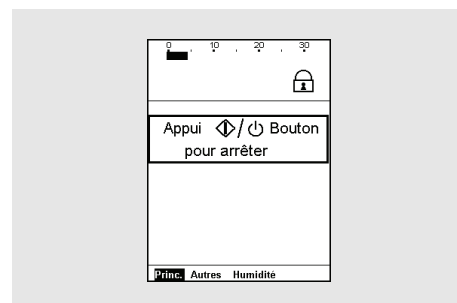 0 . 10 . 20 . 30
Appui / Bouton
pour arrêter
Princ. Autres Humidité